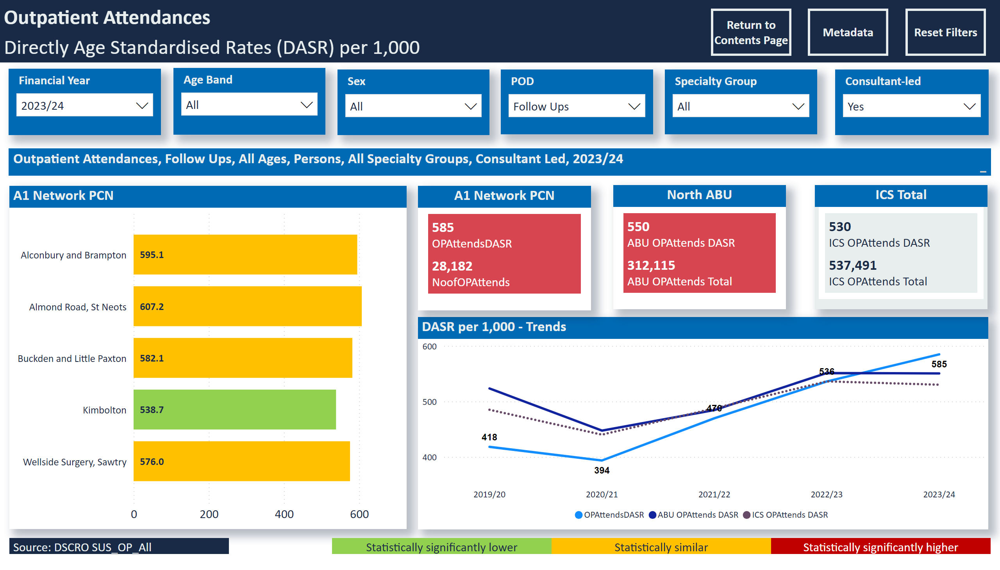 Outpatient Attendances
Directly Age Standardised Rates (DASR) per 1,000
Return to
Contents Page
Metadata
Reset Filters
Financial Year
2023/24
Age Band
All
Sex
All
POD
Follow Ups
Specialty Group
All
Consultant-led
Yes
Outpatient Attendances, Follow Ups, All Ages, Persons, All Specialty Groups, Consultant Led, 2023/24
A1 Network PCN
Alconbury and Brampton
595.1
Almond Road, St Neots
607.2
Buckden and Little Paxton
582.1
Kimbolton
538.7
Wellside Surgery, Sawtry
576.0
0
200
400
600
A1 Network PCN
585
OPAttendsDASR
28,182
NoofOPAttends
North ABU
550
ABU OPAttends DASR
312,115
ABU OPAttends Total
ICS Total
530
ICS OPAttends DASR
537,491
ICS OPAttends Total
DASR per 1,000 - Trends
600
500
400
418
394
470
536
585
2019/20
2020/21
2021/22
2022/23
2023/24
OPAttendsDASR
ABU OPAttends DASR
ICS OPAttends DASR
Source: DSCRO SUS_OP_All
Statistically significantly lower
Statistically similar
Statistically significantly higher